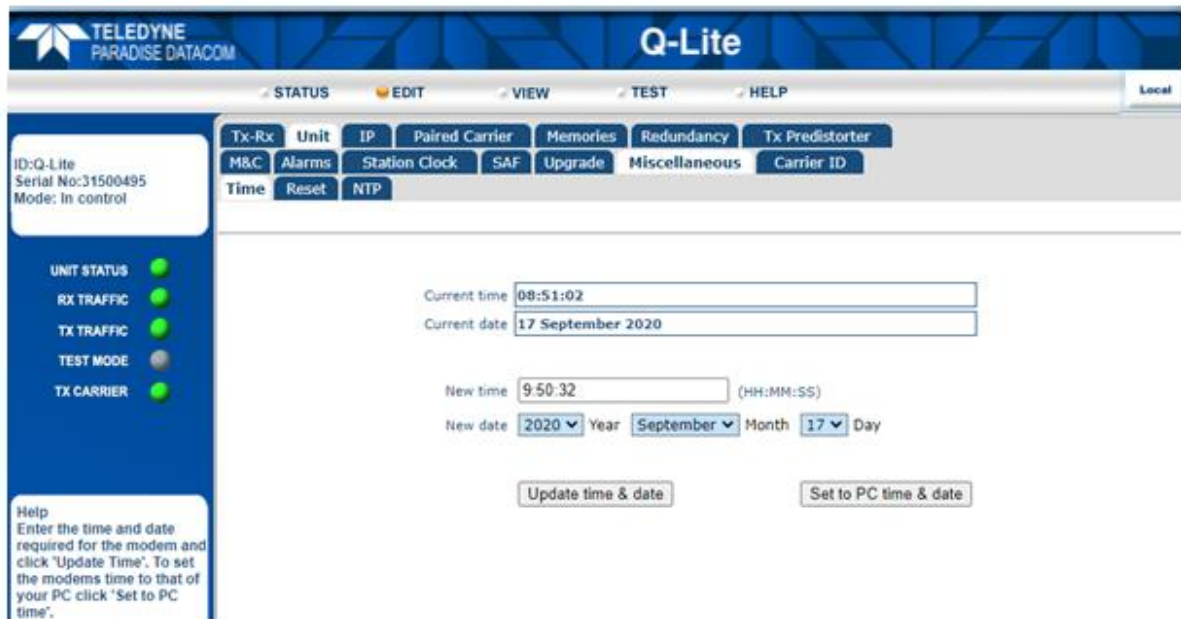 TELEDYNE
PARADISE DATACOM
Q-Lite
STATUS EDIT VIEW TEST HELP Local
Tx-Rx Unit IP Paired Carrier Memories Redundancy Tx Predistorter
M&C Alarms Station Clock SAF Upgrade Miscellaneous Carrier ID
Time Reset NTP
ID:Q-Lite
Serial No:31500495
Mode: In control
UNIT STATUS
RX TRAFFIC
TX TRAFFIC
TEST MODE
TX CARRIER
Current time 08:51:02
Current date 17 September 2020
New time 9:50:32 (HH:MM:SS)
New date 2020 Year September Month 17 Day
Update time & date Set to PC time & date
Help
Enter the time and date
required for the modem and
click 'Update Time'. To set
the modems time to that of
your PC click 'Set to PC
time'.